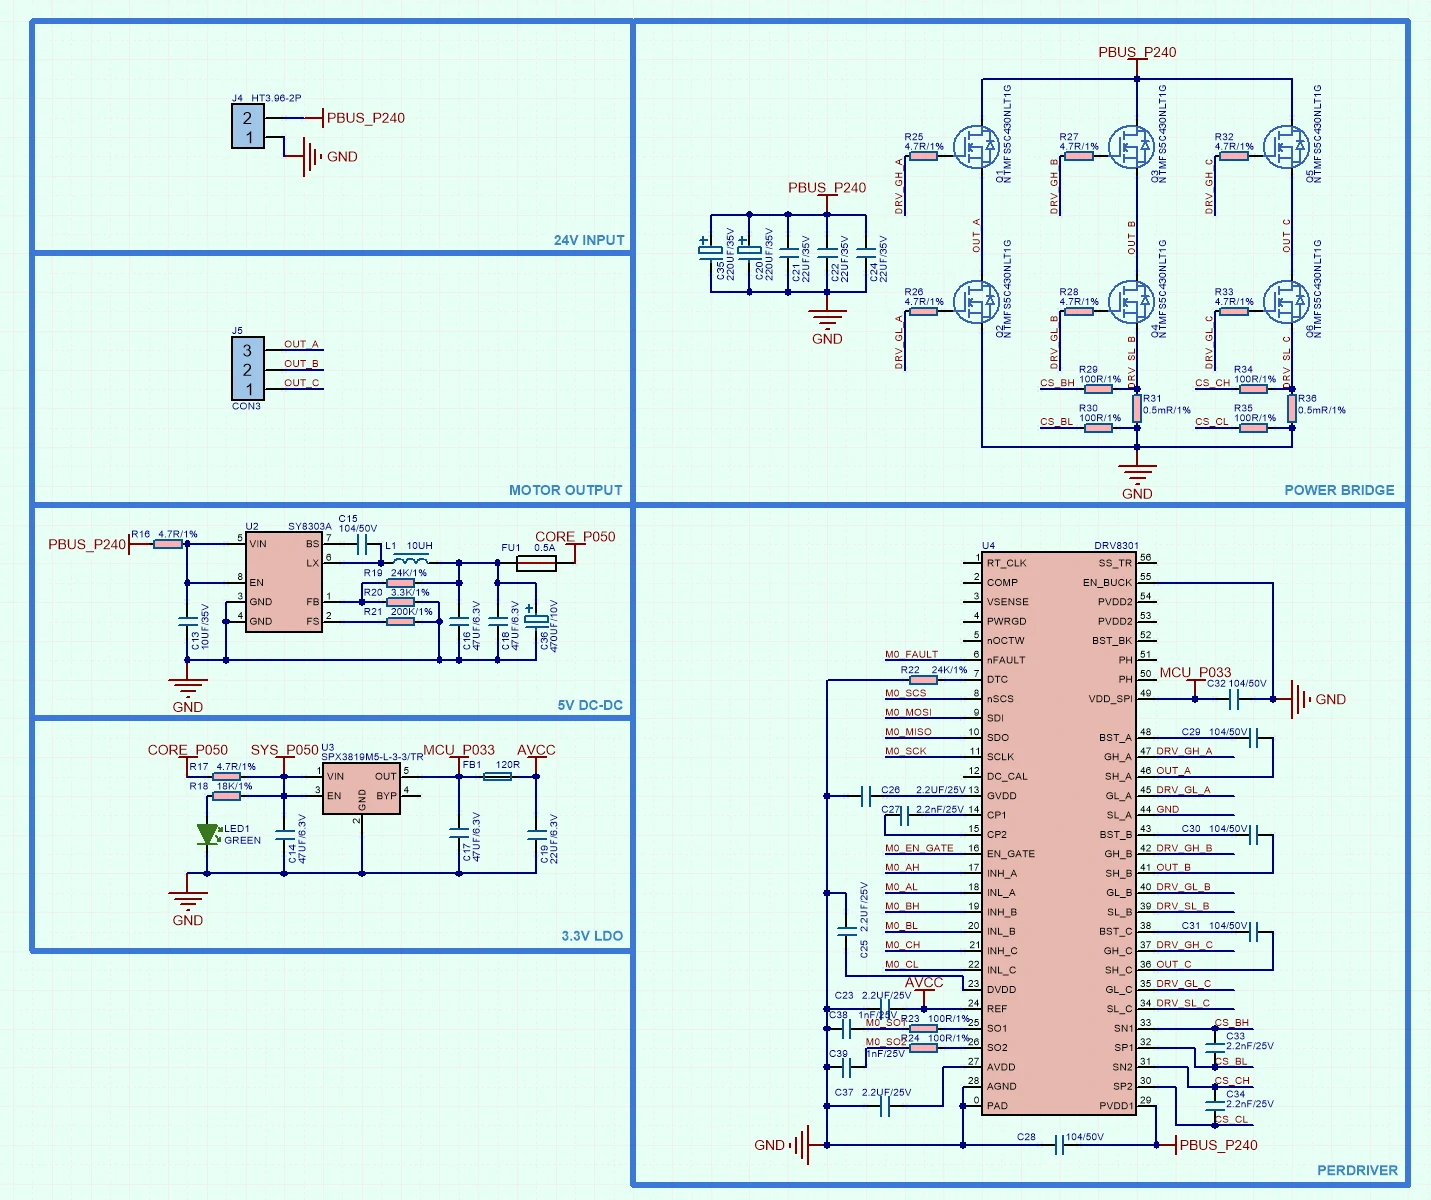 J4 HT3.96-2P
2
1
PBUS_P240
GND
24V INPUT
J5
3
2
1
OUT_A
OUT_B
OUT_C
CON3
MOTOR OUTPUT
PBUS_P240
R16 4.7R/1%
U2 SY8303A
5 VIN
8 EN
3 GND
4 GND
BS 7
LX 6
FB 1
FS 2
C15
104/50V
L1 10UH
R19 24K/1%
R20 3.3K/1%
R21 200K/1%
FU1 0.5A
CORE_P050
C13
10UF/35V
C16
47UF/6.3V
C18
47UF/6.3V
C36
470UF/10V
GND
5V DC-DC
CORE_P050
SYS_P050
U3
SPX3819M5-L-3-3/TR
MCU_P033
AVCC
R17 4.7R/1%
R18 18K/1%
1 VIN
3 EN
GND
2
OUT 5
BYP 4
FB1 120R
LED1
GREEN
C14
47UF/6.3V
C17
47UF/6.3V
C19
22UF/6.3V
GND
3.3V LDO
PBUS_P240
PBUS_P240
C35
220UF/35V
C20
220UF/35V
C21
22UF/35V
C22
22UF/35V
C24
22UF/35V
GND
R25
4.7R/1%
DRV_GH_A
Q1
NTMFS5C430NLT1G
R27
4.7R/1%
DRV_GH_B
Q3
NTMFS5C430NLT1G
R32
4.7R/1%
DRV_GH_C
Q5
NTMFS5C430NLT1G
OUT_A
OUT_B
OUT_C
R26
4.7R/1%
DRV_GL_A
Q2
NTMFS5C430NLT1G
R28
4.7R/1%
DRV_GL_B
Q4
NTMFS5C430NLT1G
R33
4.7R/1%
DRV_GL_C
Q6
NTMFS5C430NLT1G
DRV_SL_B
DRV_SL_C
CS_BH
R29
100R/1%
CS_BL
R30
100R/1%
R31
0.5mR/1%
CS_CH
R34
100R/1%
CS_CL
R35
100R/1%
R36
0.5mR/1%
GND
POWER BRIDGE
U4 DRV8301
1 RT_CLK
2 COMP
3 VSENSE
4 PWRGD
5 nOCTW
M0_FAULT 6 nFAULT
R22 24K/1% 7 DTC
M0_SCS 8 nSCS
M0_MOSI 9 SDI
M0_MISO 10 SDO
M0_SCK 11 SCLK
12 DC_CAL
C26 2.2UF/25V 13 GVDD
C27 2.2nF/25V 14 CP1
15 CP2
M0_EN_GATE 16 EN_GATE
M0_AH 17 INH_A
M0_AL 18 INL_A
M0_BH 19 INH_B
M0_BL 20 INL_B
M0_CH 21 INH_C
M0_CL 22 INL_C
C25 2.2UF/25V
23 DVDD
AVCC
C23 2.2UF/25V 24 REF
C38 1nF/25V
M0_SO1 R23 100R/1% 25 SO1
M0_SO2 R24 100R/1% 26 SO2
C39 1nF/25V
27 AVDD
28 AGND
C37 2.2UF/25V
0 PAD
SS_TR 56
EN_BUCK 55
PVDD2 54
PVDD2 53
BST_BK 52
PH 51
PH 50
VDD_SPI 49
MCU_P033
C32 104/50V
GND
BST_A 48 C29 104/50V
GH_A 47 DRV_GH_A
SH_A 46 OUT_A
GL_A 45 DRV_GL_A
SL_A 44 GND
BST_B 43 C30 104/50V
GH_B 42 DRV_GH_B
SH_B 41 OUT_B
GL_B 40 DRV_GL_B
SL_B 39 DRV_SL_B
BST_C 38 C31 104/50V
GH_C 37 DRV_GH_C
SH_C 36 OUT_C
GL_C 35 DRV_GL_C
SL_C 34 DRV_SL_C
SN1 33 CS_BH
C33
2.2nF/25V
SP1 32 CS_BL
SN2 31 CS_CH
C34
2.2nF/25V
SP2 30 CS_CL
PVDD1 29
GND
C28 104/50V
PBUS_P240
PERDRIVER